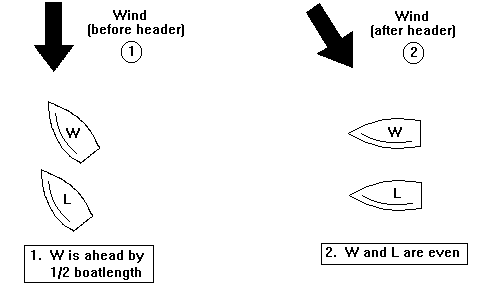 Wind
(before header)
1
W
L
1. W is ahead by
1/2 boatlength
Wind
(after header)
2
W
L
2. W and L are even